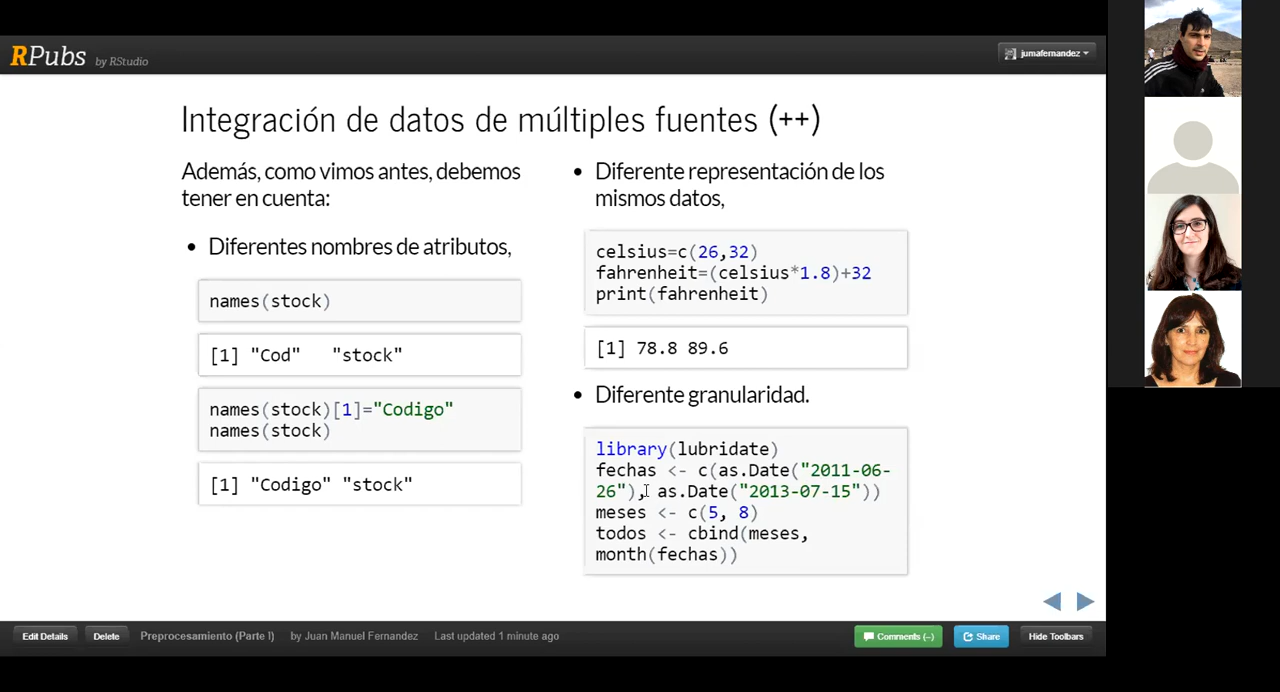 RPubs by RStudio
jumafernandez
Integración de datos de múltiples fuentes (++)
Además, como vimos antes, debemos
tener en cuenta:
• Diferentes nombres de atributos,
names(stock)
[1] "Cod"   "stock"
names(stock)[1]="Codigo"
names(stock)
[1] "Codigo" "stock"
• Diferente representación de los
mismos datos,
celsius=c(26,32)
fahrenheit=(celsius*1.8)+32
print(fahrenheit)
[1] 78.8 89.6
• Diferente granularidad.
library(lubridate)
fechas <- c(as.Date("2011-06-
26"), as.Date("2013-07-15"))
meses <- c(5, 8)
todos <- cbind(meses,
month(fechas))
Edit Details Delete Preprocesamiento (Parte I) by Juan Manuel Fernandez Last updated 1 minute ago Comments (–) Share Hide Toolbars